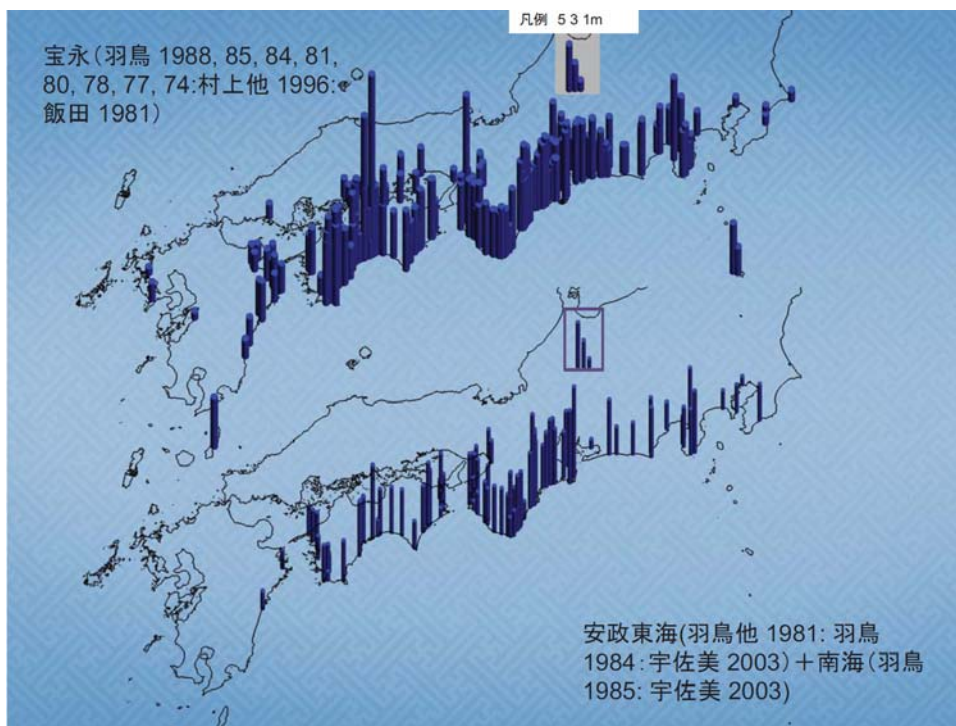 凡例 5 3 1m
宝永（羽鳥 1988, 85, 84, 81,
80, 78, 77, 74:村上他 1996:
飯田 1981）
安政東海(羽鳥他 1981: 羽鳥
1984: 宇佐美 2003)＋南海（羽鳥
1985: 宇佐美 2003)